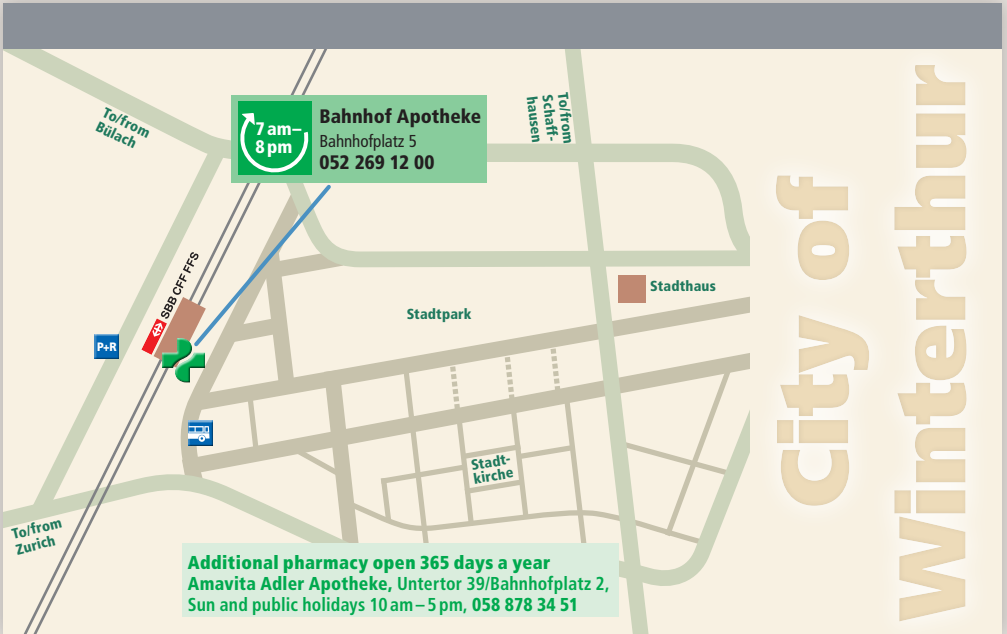 To/from
Bülach
7 am–
8 pm
Bahnhof Apotheke
Bahnhofplatz 5
052 269 12 00
To/from
Schaff-
hausen
SBB CFF FFS
P+R
Stadtpark
Stadthaus
Stadt-
kirche
To/from
Zurich
City of
Winterthur
Additional pharmacy open 365 days a year
Amavita Adler Apotheke, Untertor 39/Bahnhofplatz 2,
Sun and public holidays 10 am – 5 pm, 058 878 34 51